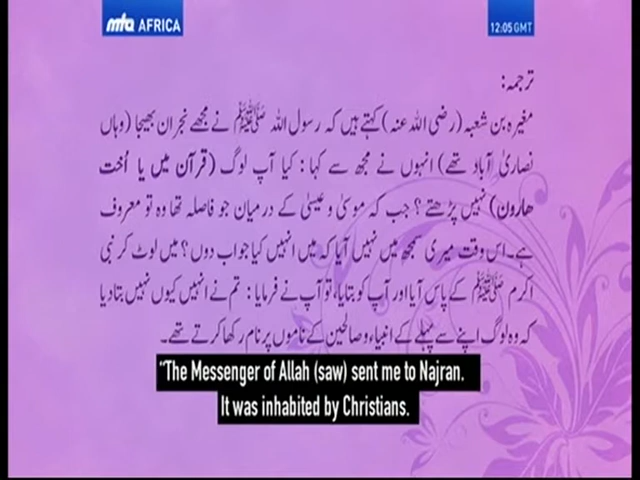 mta AFRICA
12:05 GMT
ترجمہ:
مغیرہ بن شعبہ (رضی اللہ عنہ) کہتے ہیں کہ رسول اللہ ﷺ نے مجھے نجران بھیجا (وہاں
نصاریٰ آباد تھے) انہوں نے مجھ سے کہا : کیا آپ لوگ (قرآن میں یا أخت
ھارون) نہیں پڑھتے؟ جب کہ موسیٰ و عیسیٰ کے درمیان جو فاصلہ تھا وہ تو معروف
ہے۔ اس وقت میری سمجھ میں نہیں آیا کہ میں انہیں کیا جواب دوں؟ میں لوٹ کر نبی
اکرم ﷺ کے پاس آیا اور آپ کو بتایا، تو آپ نے فرمایا : تم نے انہیں کیوں نہیں بتا دیا
کہ وہ لوگ اپنے سے پہلے کے انبیاء و صالحین کے ناموں پر نام رکھا کرتے تھے۔
“The Messenger of Allah (saw) sent me to Najran.
It was inhabited by Christians.